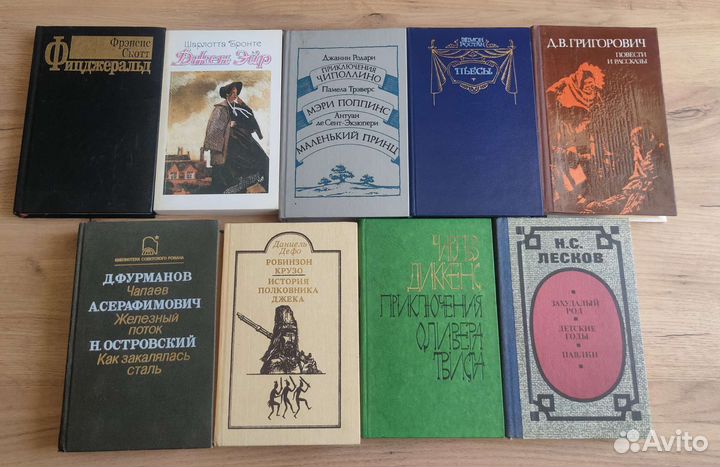 Фрэнсис
Скотт
Фицджеральд
Шарлотта Бронте
Джен Эйр
Джанни Родари
ПРИКЛЮЧЕНИЯ
ЧИПОЛЛИНО
Памела Трэверс
МЭРИ ПОППИНС
Антуан
де Сент-Экзюпери
МАЛЕНЬКИЙ ПРИНЦ
ЭДМОН
РОСТАН
ПЬЕСЫ
Д.В. ГРИГОРОВИЧ
ПОВЕСТИ
И РАССКАЗЫ
БИБЛИОТЕКА СОВЕТСКОГО РОМАНА
Д. ФУРМАНОВ
Чапаев
А. СЕРАФИМОВИЧ
Железный
поток
Н. ОСТРОВСКИЙ
Как закалялась
сталь
Даниель
Дефо
РОБИНЗОН
КРУЗО
ИСТОРИЯ
ПОЛКОВНИКА
ДЖЕКА
ЧАРЛЬЗ
ДИККЕНС
ПРИКЛЮЧЕНИЯ
ОЛИВЕРА
ТВИСТА
Н.С.
ЛЕСКОВ
ЗАХУДАЛЫЙ
РОД
ДЕТСКИЕ
ГОДЫ
ПАВЛИН
Avito